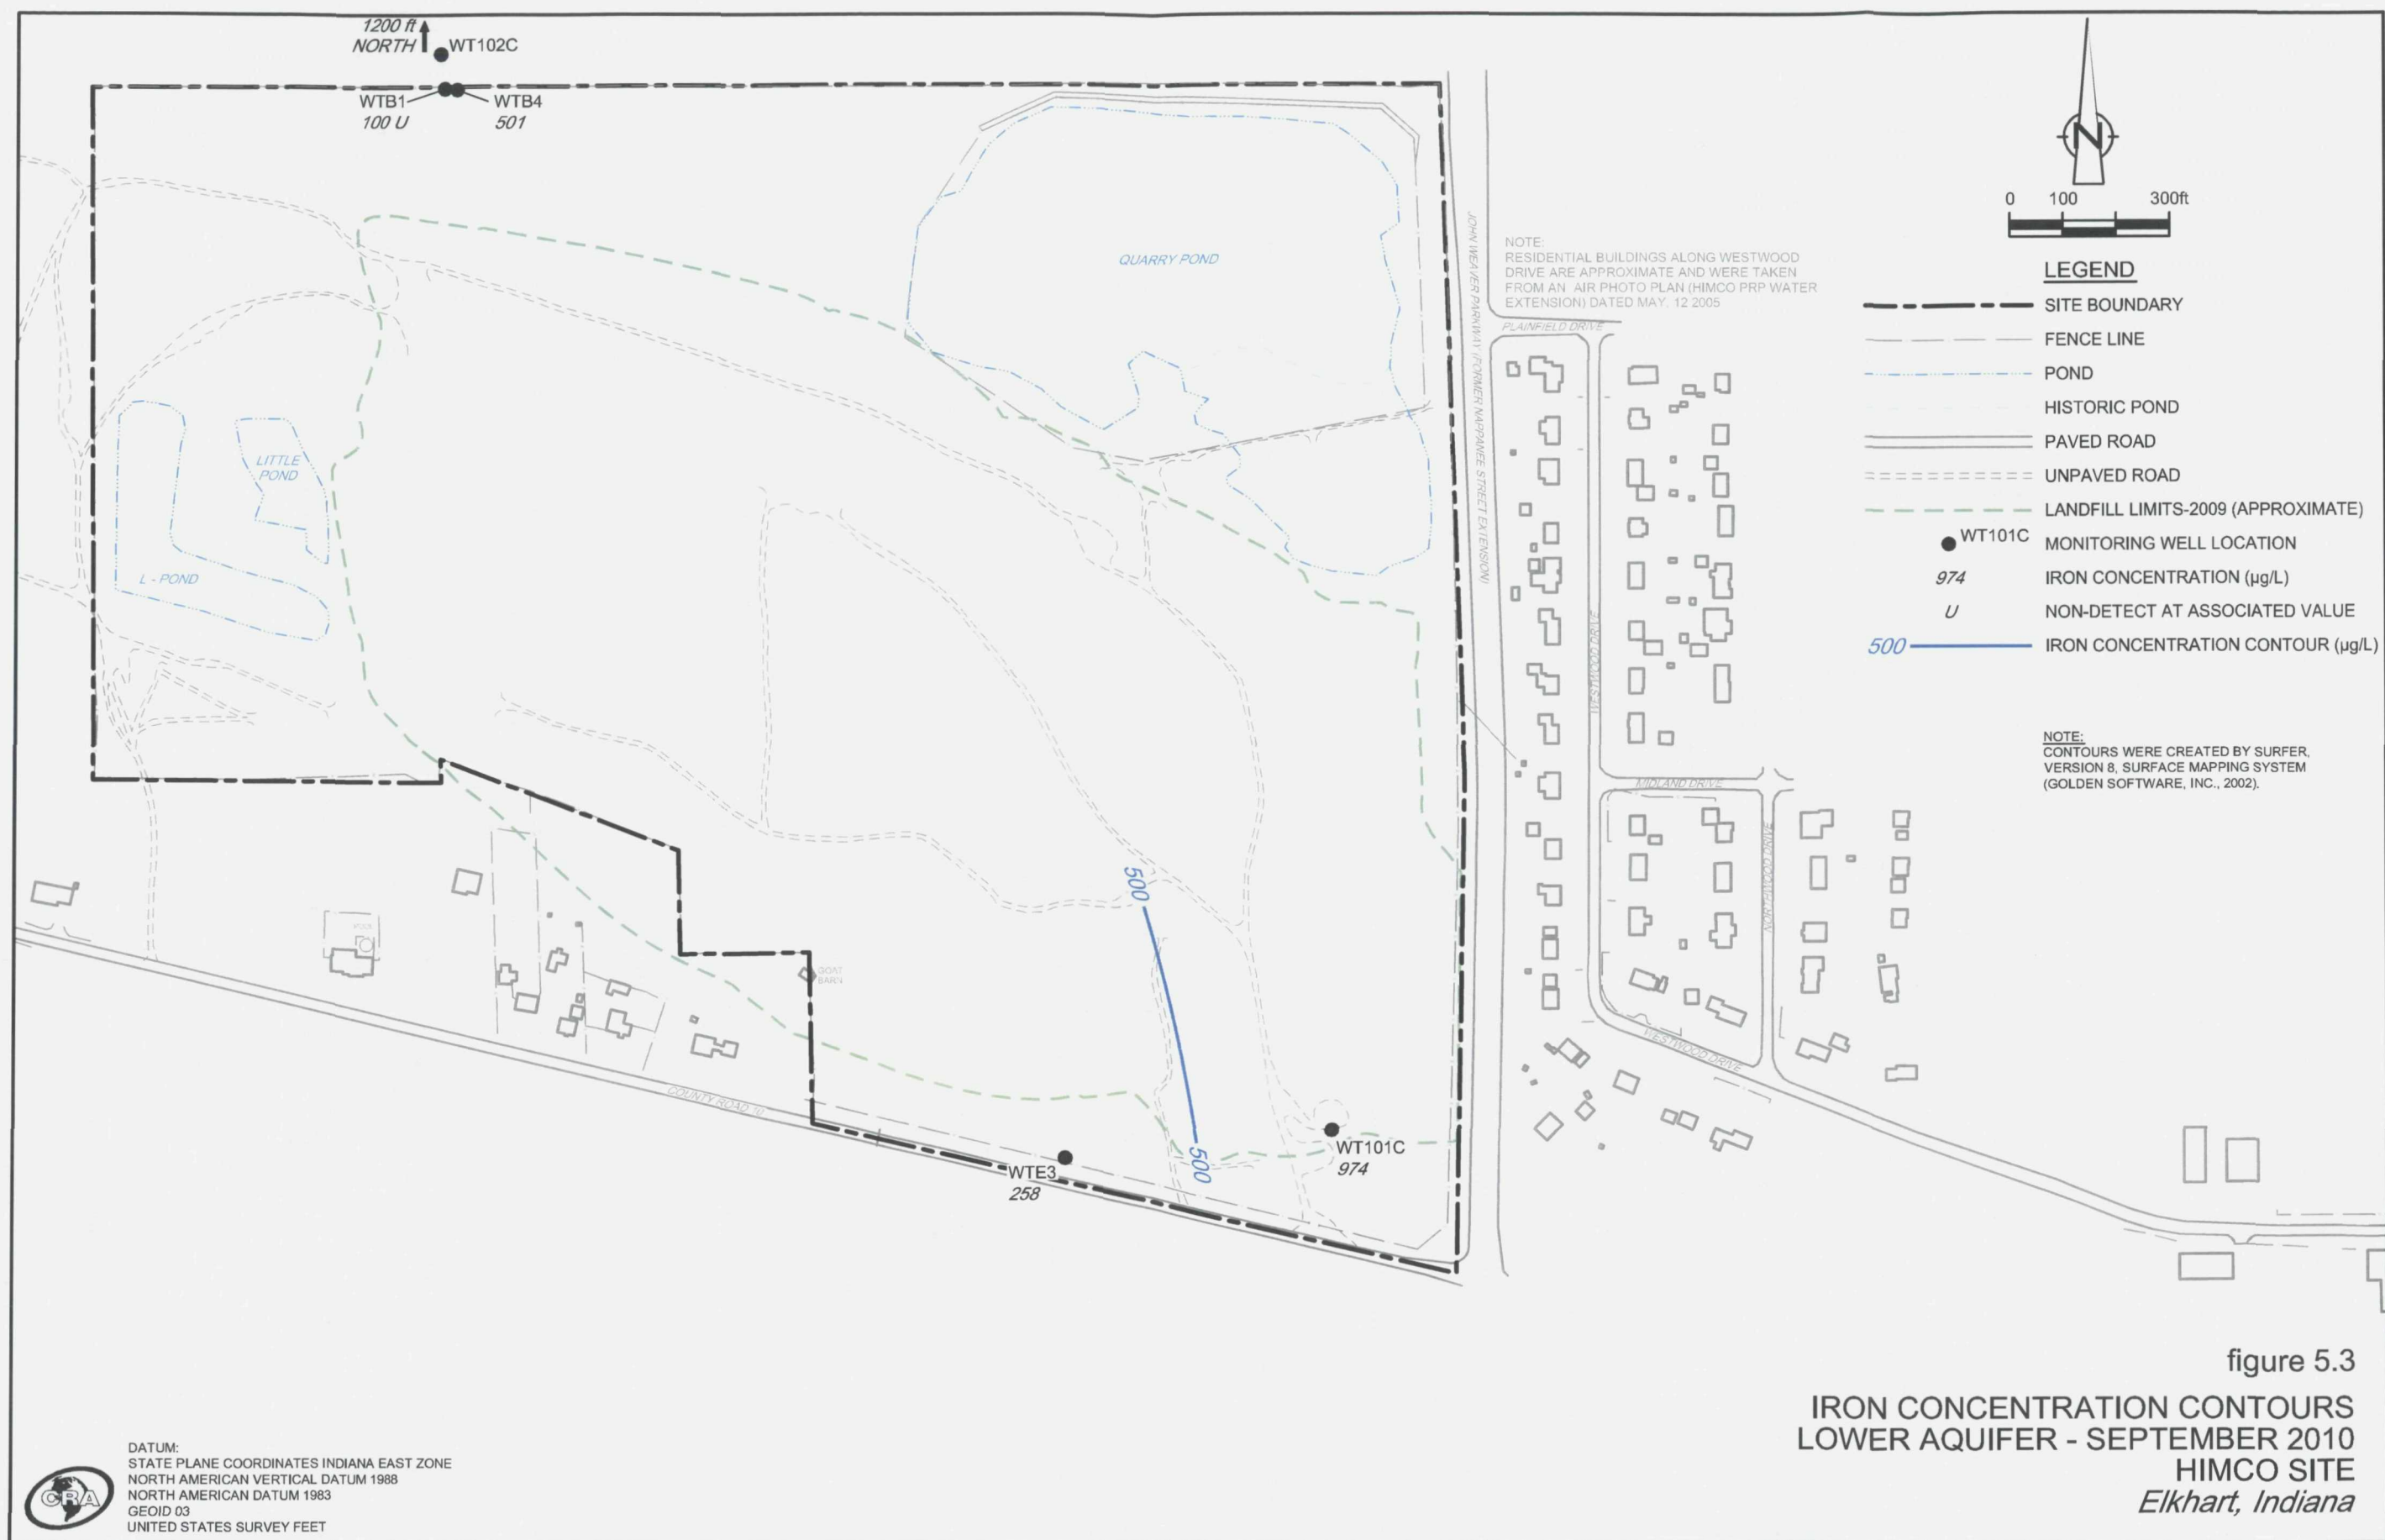 1200 ft
NORTH
WT102C
WTB1
100 U
WTB4
501
N
0 100 300ft
QUARRY POND
JOHN WEAVER PARKWAY (FORMER NAPPANEE STREET EXTENSION)
NOTE:
RESIDENTIAL BUILDINGS ALONG WESTWOOD
DRIVE ARE APPROXIMATE AND WERE TAKEN
FROM AN AIR PHOTO PLAN (HIMCO PRP WATER
EXTENSION) DATED MAY, 12 2005
PLAINFIELD DRIVE
LEGEND
SITE BOUNDARY
FENCE LINE
POND
HISTORIC POND
PAVED ROAD
UNPAVED ROAD
LANDFILL LIMITS-2009 (APPROXIMATE)
WT101C MONITORING WELL LOCATION
974 IRON CONCENTRATION (µg/L)
U NON-DETECT AT ASSOCIATED VALUE
500 IRON CONCENTRATION CONTOUR (µg/L)
NOTE:
CONTOURS WERE CREATED BY SURFER,
VERSION 8, SURFACE MAPPING SYSTEM
(GOLDEN SOFTWARE, INC., 2002).
LITTLE
POND
L - POND
WESTWOOD DRIVE
MIDLAND DRIVE
NORTHWOOD DRIVE
WESTWOOD DRIVE
500
GOAT
BARN
COUNTY ROAD 10
500
WTE3
258
WT101C
974
figure 5.3
IRON CONCENTRATION CONTOURS
LOWER AQUIFER - SEPTEMBER 2010
HIMCO SITE
Elkhart, Indiana
CRA
DATUM:
STATE PLANE COORDINATES INDIANA EAST ZONE
NORTH AMERICAN VERTICAL DATUM 1988
NORTH AMERICAN DATUM 1983
GEOID 03
UNITED STATES SURVEY FEET